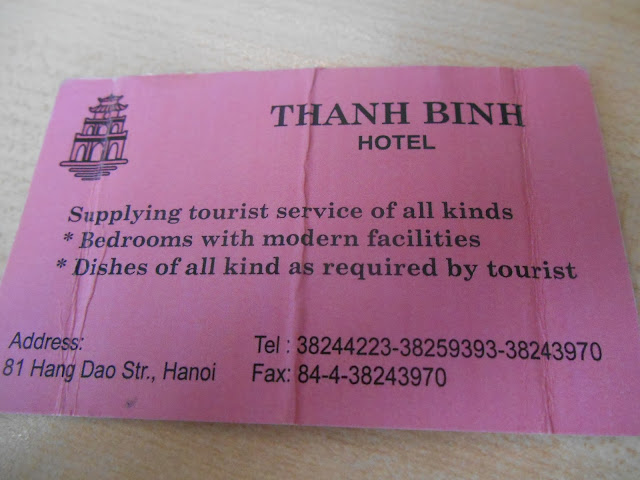 THANH BINH
HOTEL
Supplying tourist service of all kinds
* Bedrooms with modern facilities
* Dishes of all kind as required by tourist
Address:
81 Hang Dao Str., Hanoi
Tel : 38244223-38259393-38243970
Fax: 84-4-38243970